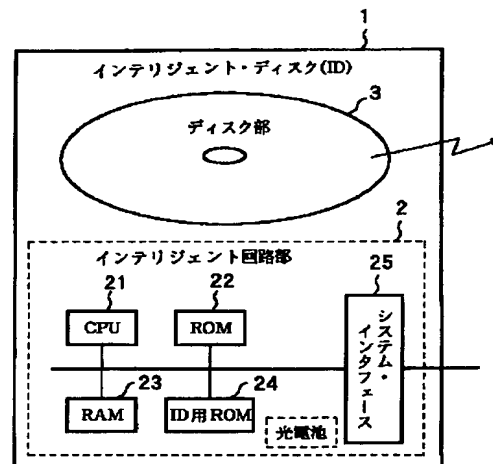 1
インテリジェント・ディスク(ID)
3
ディスク部
2
インテリジェント回路部
21
22
25
CPU
ROM
システム・
インタフェース
23
24
RAM
ID用ROM
光電池